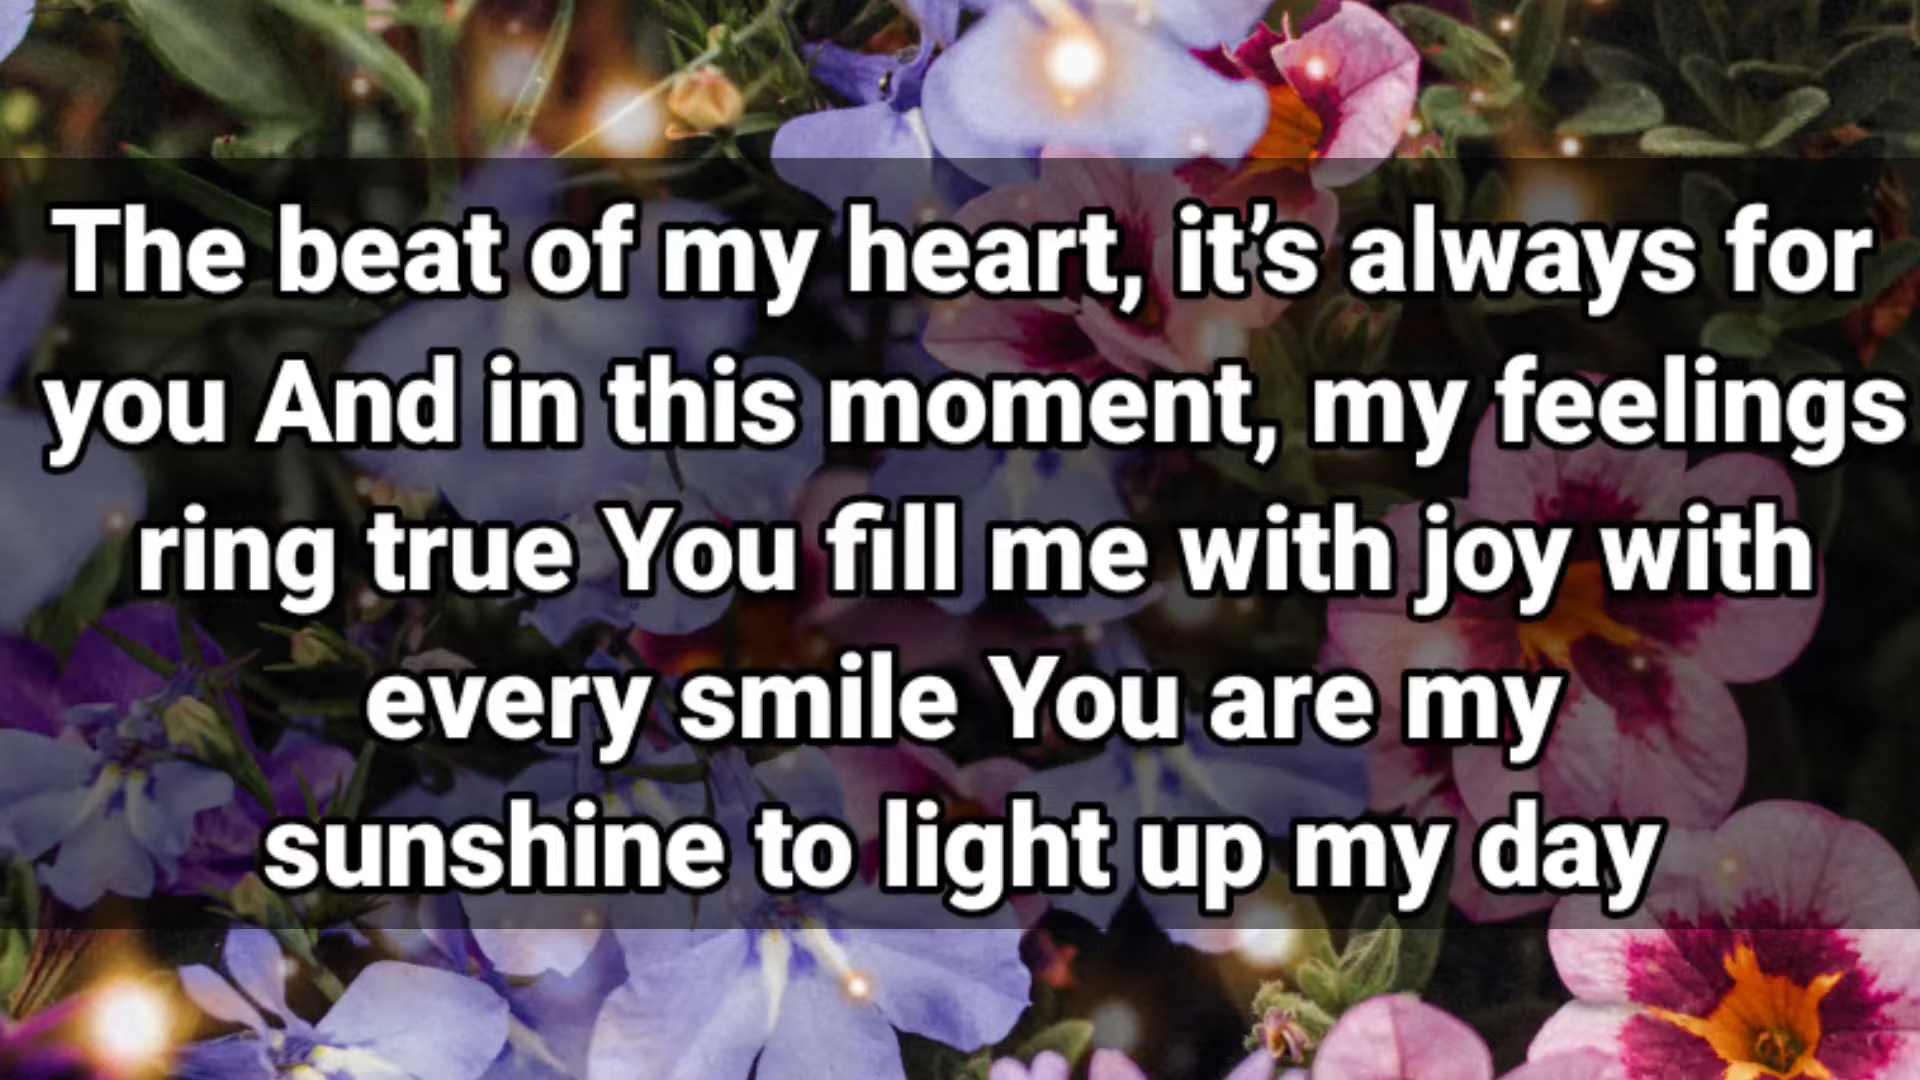 The beat of my heart, it’s always for
you And in this moment, my feelings
ring true You fill me with joy with
every smile You are my
sunshine to light up my day